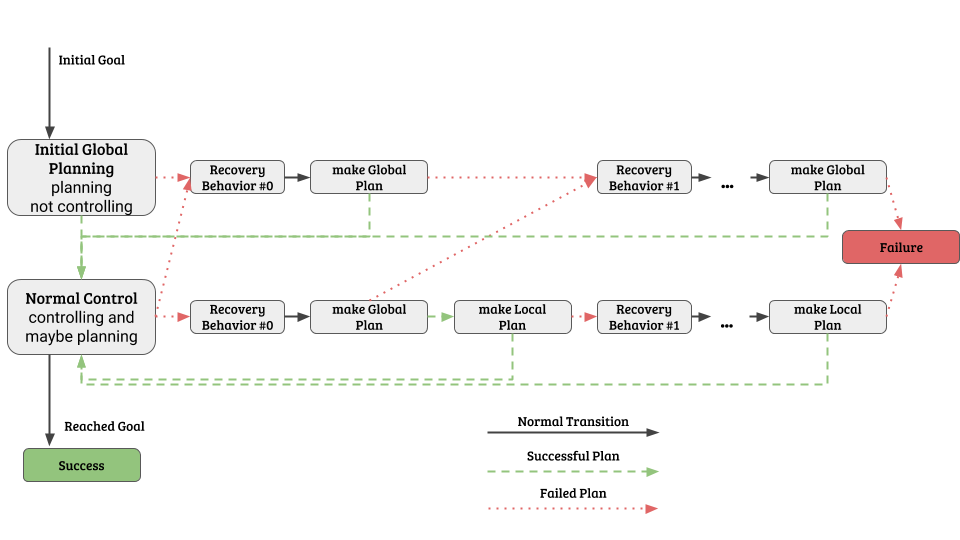 Initial Goal
Initial Global
Planning
planning
not controlling
Recovery
Behavior #0
make Global
Plan
Recovery
Behavior #1
...
make Global
Plan
Failure
Normal Control
controlling and
maybe planning
Recovery
Behavior #0
make Global
Plan
make Local
Plan
Recovery
Behavior #1
...
make Local
Plan
Reached Goal
Success
Normal Transition
Successful Plan
Failed Plan